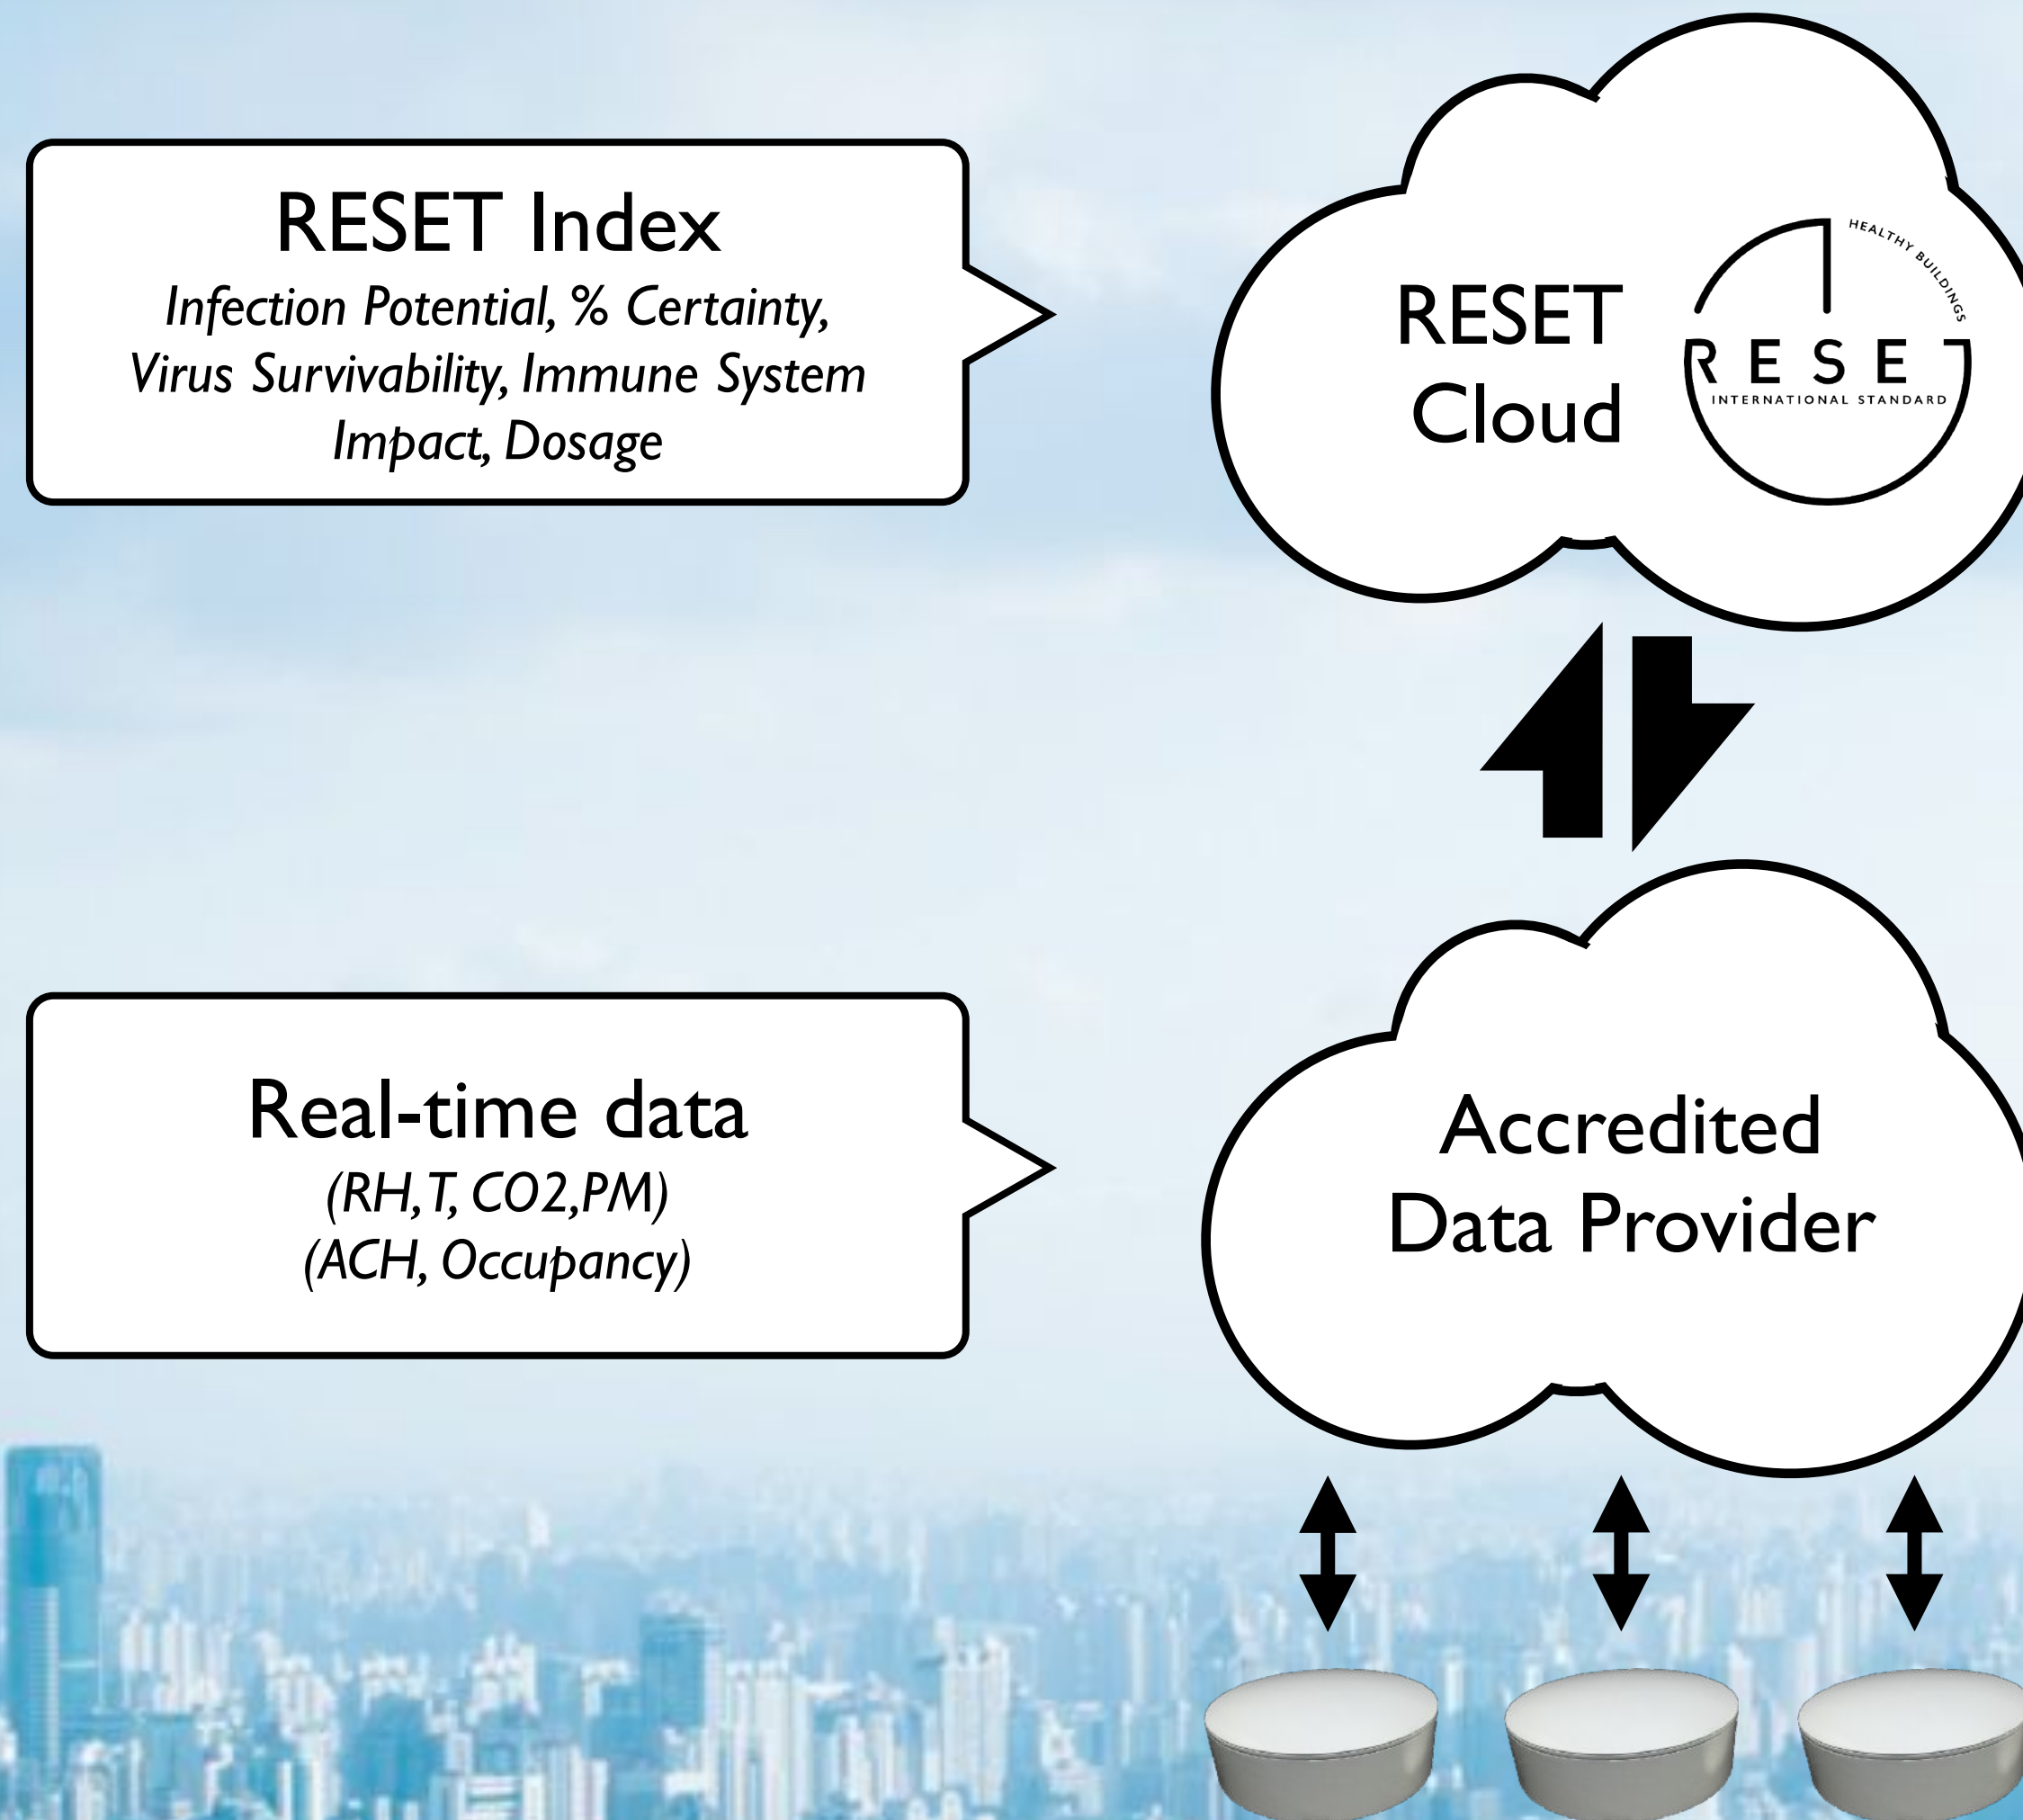 RESET Index
Infection Potential, % Certainty,
Virus Survivability, Immune System
Impact, Dosage
RESET
Cloud
HEALTHY BUILDINGS
RESET
INTERNATIONAL STANDARD
Real-time data
(RH,T, CO2,PM)
(ACH, Occupancy)
Accredited
Data Provider